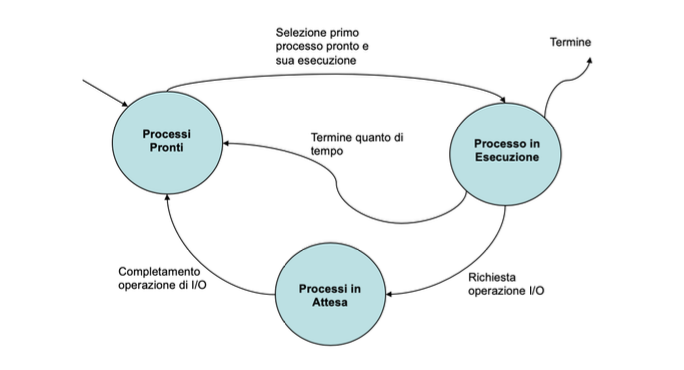 Selezione primo
processo pronto e
sua esecuzione
Termine
Processi
Pronti
Termine quanto di
tempo
Processo in
Esecuzione
Completamento
operazione di I/O
Processi in
Attesa
Richiesta
operazione I/O